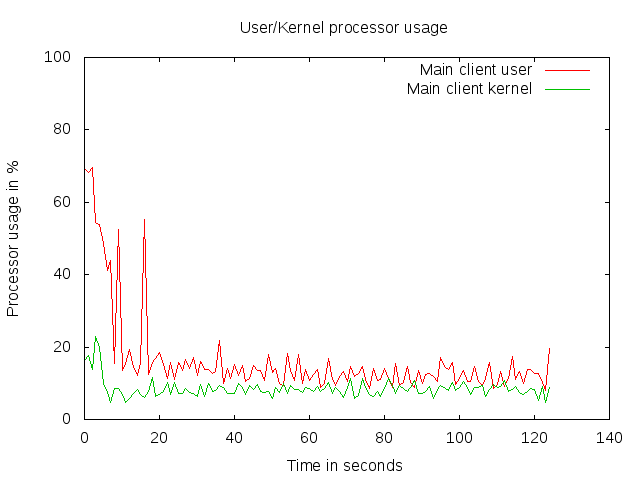 User/Kernel processor usage
100
Main client user
Main client kernel
80
60
40
20
0
Processor usage in %
0 20 40 60 80 100 120 140
Time in seconds